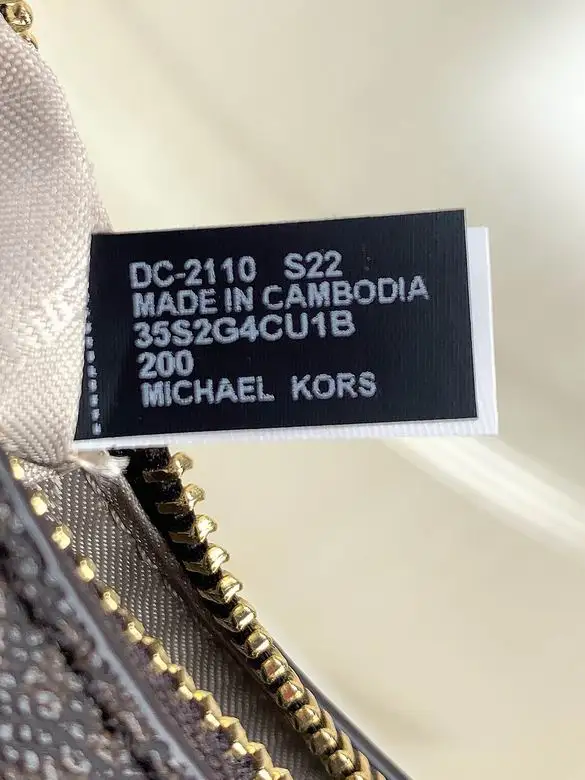 DC-2110 S22
MADE IN CAMBODIA
35S2G4CU1B
200
MICHAEL KORS